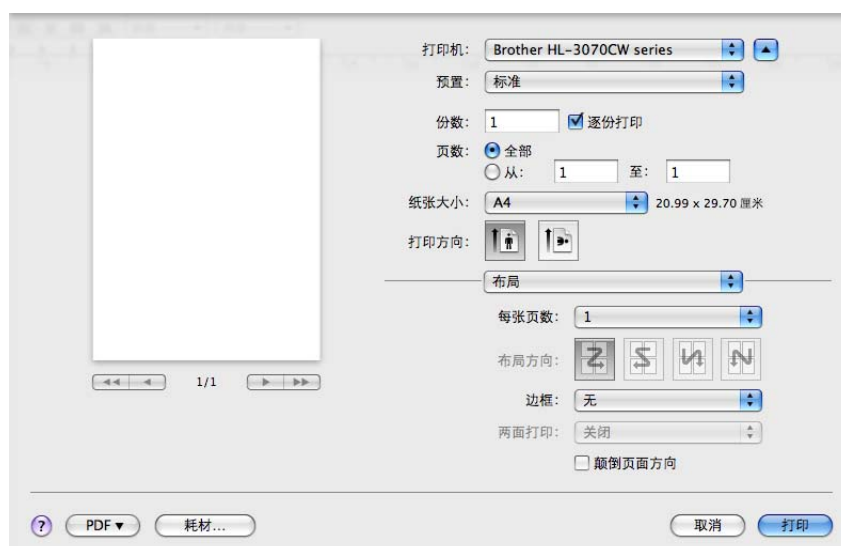 打印机: Brother HL-3070CW series
预置: 标准
份数: 1 逐份打印
页数: 全部
从: 1 至: 1
纸张大小: A4 20.99 x 29.70 厘米
打印方向:
布局
每张页数: 1
布局方向:
边框: 无
两面打印: 关闭
颠倒页面方向
1/1
? PDF▼ 耗材... 取消 打印